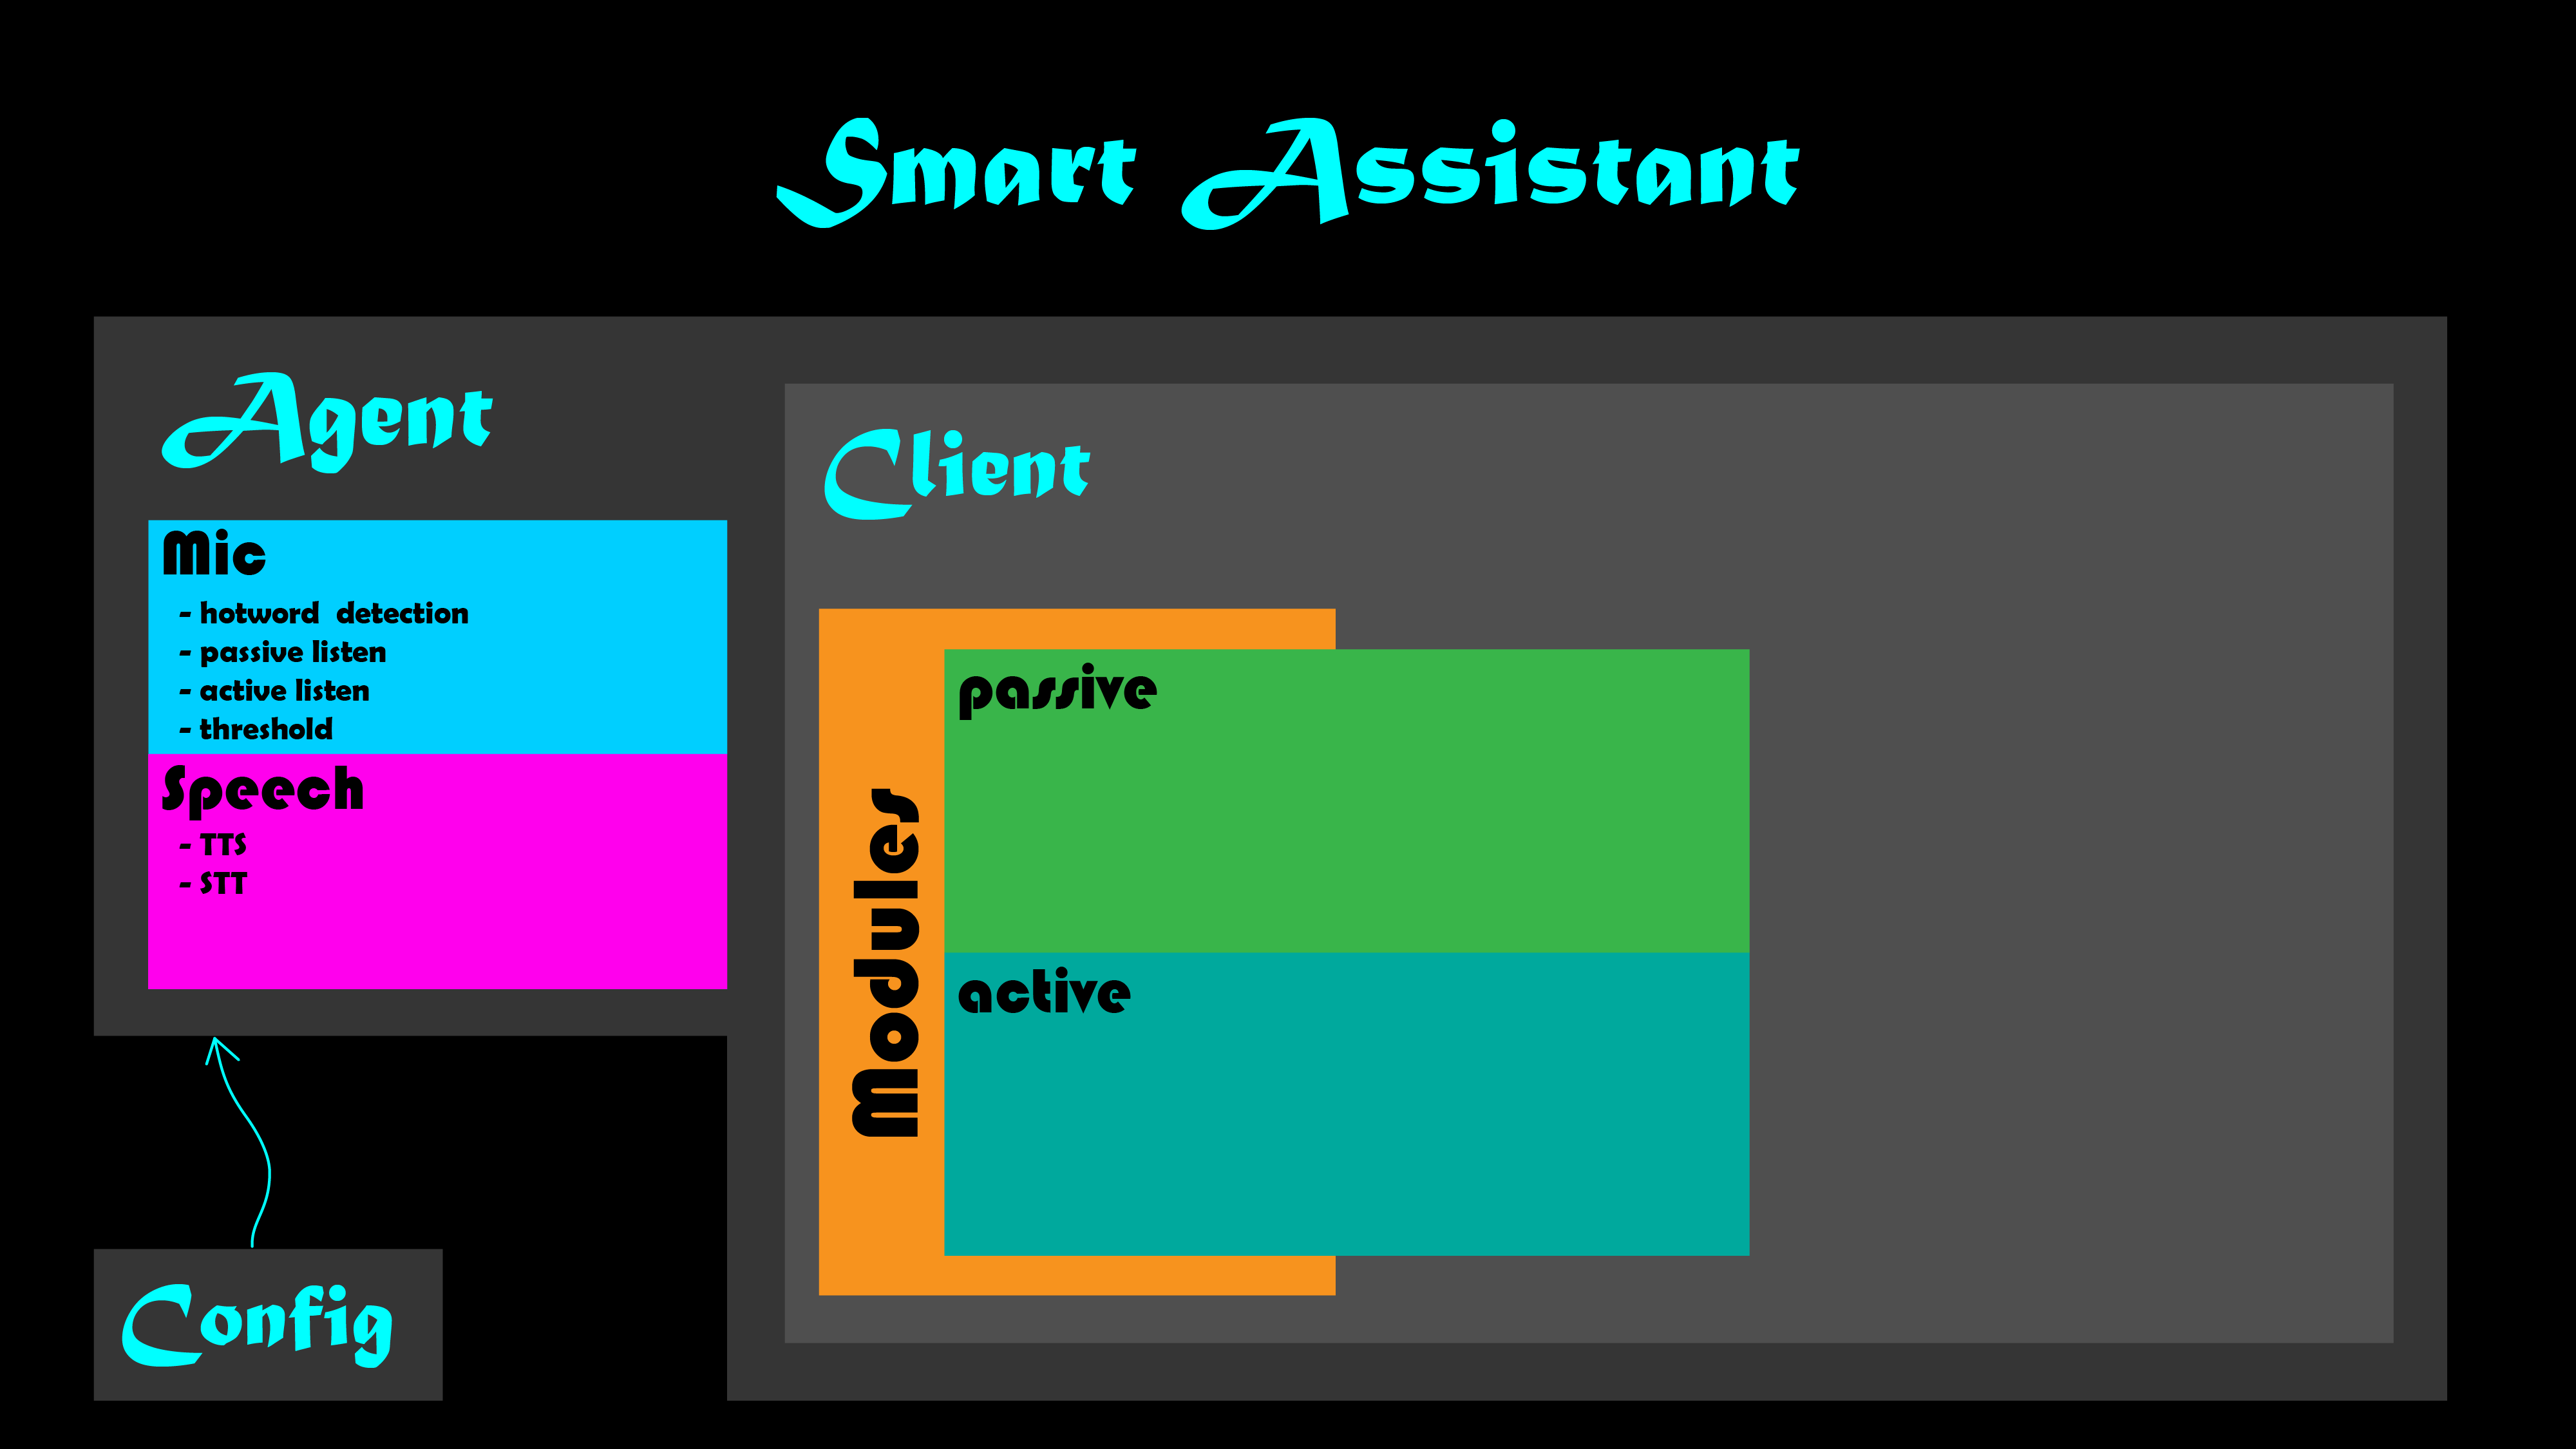 Smart Assistant
Agent
Mic
- hotword detection
- passive listen
- active listen
- threshold
Speech
- TTS
- STT
Client
Modules
passive
active
Config